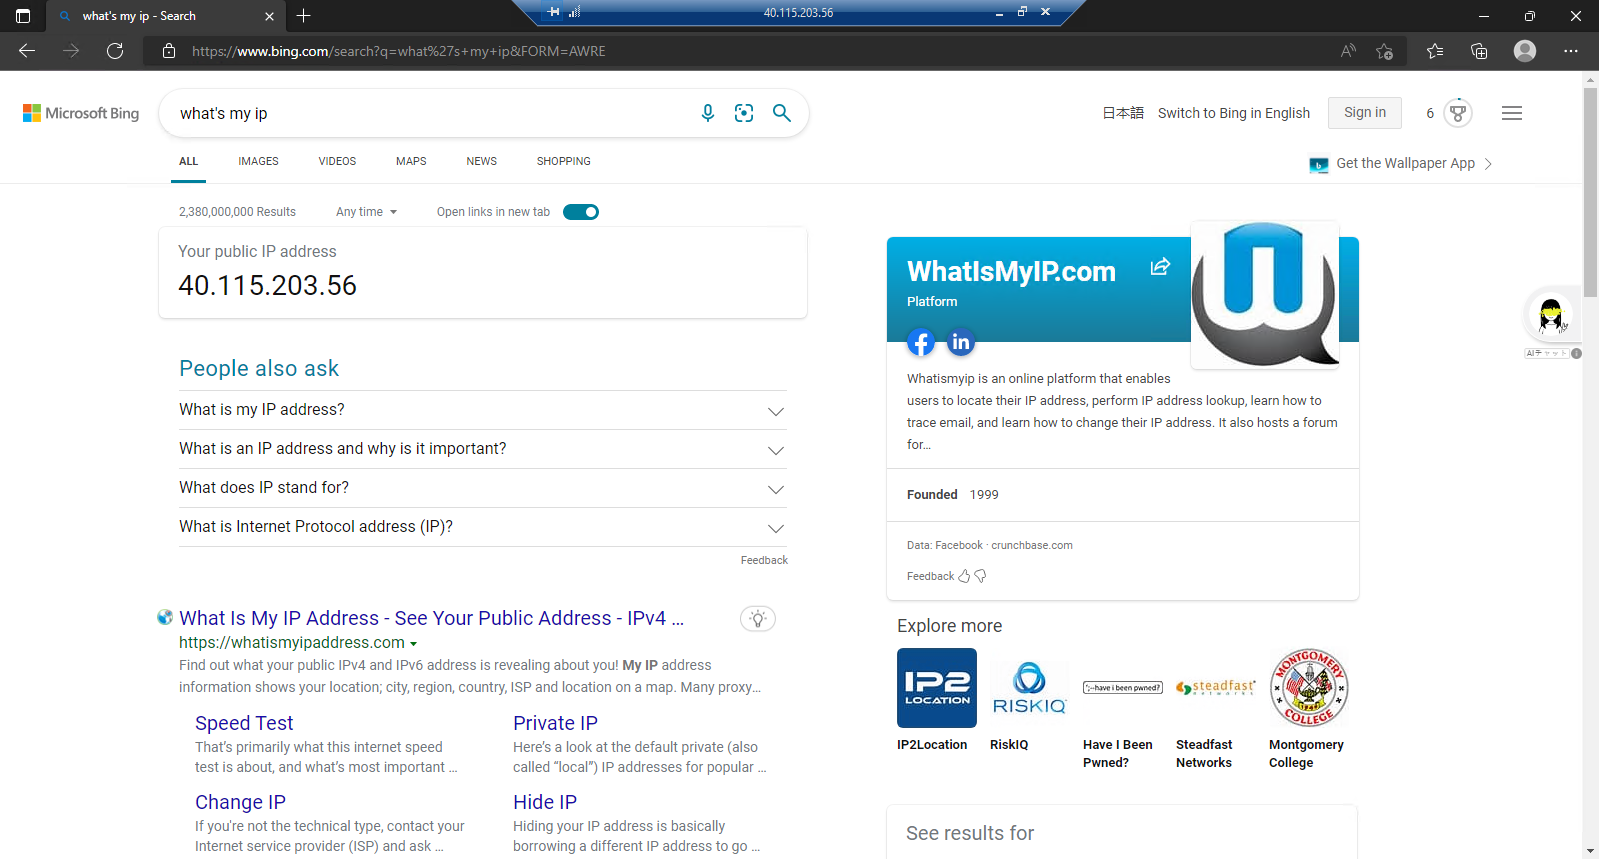 what's my ip - Search
40.115.203.56
https://www.bing.com/search?q=what%27s+my+ip&FORM=AWRE
Microsoft Bing
what's my ip
日本語
Switch to Bing in English
Sign in
6
ALL
IMAGES
VIDEOS
MAPS
NEWS
SHOPPING
Get the Wallpaper App
2,380,000,000 Results
Any time
Open links in new tab
Your public IP address
40.115.203.56
People also ask
What is my IP address?
What is an IP address and why is it important?
What does IP stand for?
What is Internet Protocol address (IP)?
Feedback
What Is My IP Address - See Your Public Address - IPv4 ...
https://whatismyipaddress.com
Find out what your public IPv4 and IPv6 address is revealing about you! My IP address
information shows your location; city, region, country, ISP and location on a map. Many proxy...
Speed Test
That's primarily what this internet speed
test is about, and what's most important ...
Private IP
Here's a look at the default private (also
called “local”) IP addresses for popular ...
Change IP
If you're not the technical type, contact your
Internet service provider (ISP) and ask ...
Hide IP
Hiding your IP address is basically
borrowing a different IP address to go ...
WhatIsMyIP.com
Platform
Whatismyip is an online platform that enables
users to locate their IP address, perform IP address lookup, learn how to
trace email, and learn how to change their IP address. It also hosts a forum
for...
Founded 1999
Data: Facebook · crunchbase.com
Feedback
AIチャット
Explore more
IP2
LOCATION
RISKIQ
';--have i been pwned?
steadfast
networks
MONTGOMERY
COLLEGE
IP2Location
RiskIQ
Have I Been
Pwned?
Steadfast
Networks
Montgomery
College
See results for